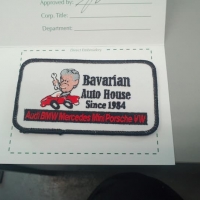 Approved by:
Corp. Title
Department:
Bavarian
Auto House
Since 1984
Audi BMW Mercedes Mini Porsche VW